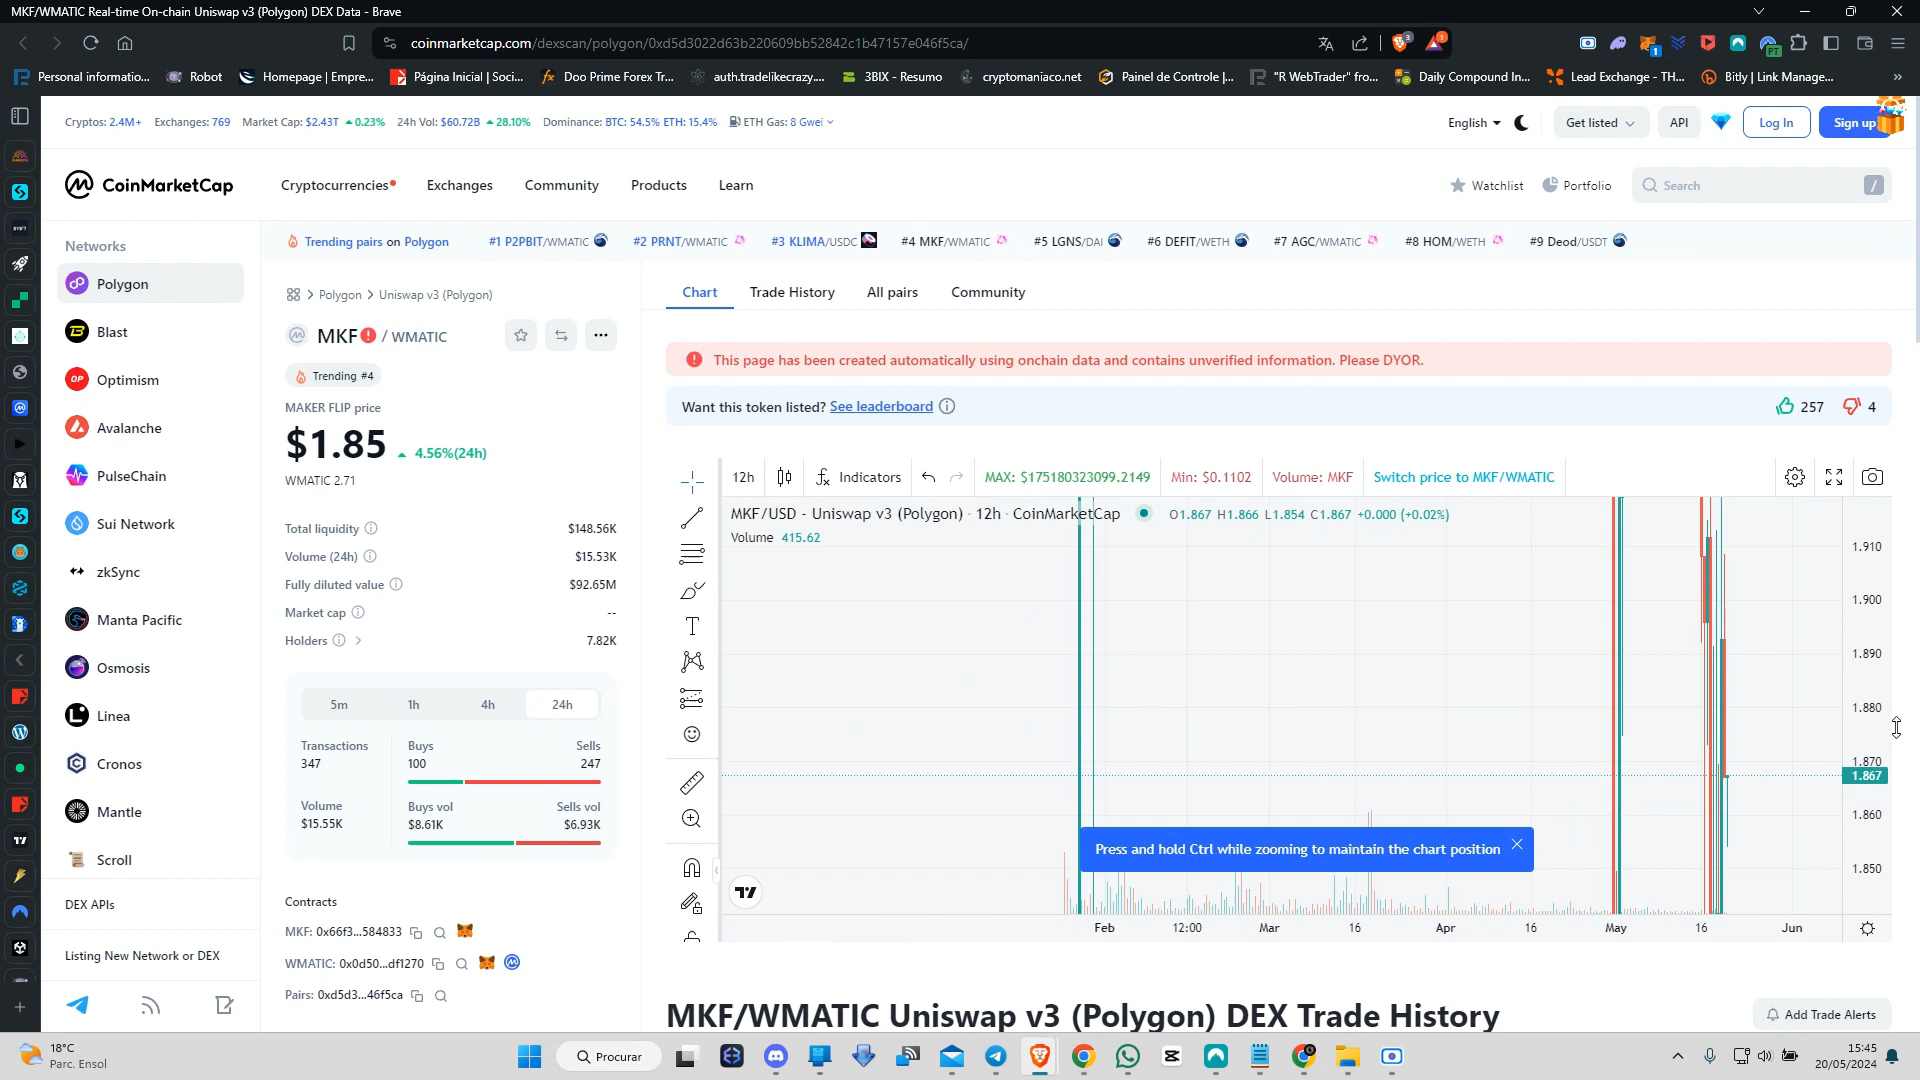 MKF/WMATIC Real-time On-chain Uniswap v3 (Polygon) DEX Data - Brave
coinmarketcap.com/dexscan/polygon/0xd5d3022d63b220609bb52842c1b47157e046f5ca/
3
1
1
PT
Personal informatio...
Robot
Homepage | Empre...
Página Inicial | Soci...
Doo Prime Forex Tr...
auth.tradelikecrazy....
3BIX - Resumo
cryptomaniaco.net
Painel de Controle |...
"R WebTrader" fro...
Daily Compound In...
Lead Exchange - TH...
Bitly | Link Manage...
»
Cryptos: 2.4M+
Exchanges: 769
Market Cap: $2.43T 0.23%
24h Vol: $60.72B 28.10%
Dominance: BTC: 54.5% ETH: 15.4%
ETH Gas: 8 Gwei
English
Get listed
API
Log In
Sign up
CoinMarketCap
Cryptocurrencies
Exchanges
Community
Products
Learn
Watchlist
Portfolio
Search
/
Networks
Polygon
Blast
Optimism
Avalanche
PulseChain
Sui Network
zkSync
Manta Pacific
Osmosis
Linea
Cronos
Mantle
Scroll
DEX APIs
Listing New Network or DEX
Trending pairs on Polygon
#1 P2PBIT/WMATIC
#2 PRNT/WMATIC
#3 KLIMA/USDC
#4 MKF/WMATIC
#5 LGNS/DAI
#6 DEFIT/WETH
#7 AGC/WMATIC
#8 HOM/WETH
#9 Deod/USDT
Polygon > Uniswap v3 (Polygon)
MKF / WMATIC
Trending #4
MAKER FLIP price
$1.85 4.56%(24h)
WMATIC 2.71
Total liquidity $148.56K
Volume (24h) $15.53K
Fully diluted value $92.65M
Market cap --
Holders 7.82K
5m
1h
4h
24h
Transactions
347
Buys
100
Sells
247
Volume
$15.55K
Buys vol
$8.61K
Sells vol
$6.93K
Contracts
MKF: 0x66f3...584833
WMATIC: 0x0d50...df1270
Pairs: 0xd5d3...46f5ca
Chart
Trade History
All pairs
Community
This page has been created automatically using onchain data and contains unverified information. Please DYOR.
Want this token listed? See leaderboard
257
4
12h
Indicators
MAX: $175180323099.2149
Min: $0.1102
Volume: MKF
Switch price to MKF/WMATIC
MKF/USD - Uniswap v3 (Polygon) · 12h · CoinMarketCap
O1.867 H1.866 L1.854 C1.867 +0.000 (+0.02%)
Volume 415.62
1.910
1.900
1.890
1.880
1.870
1.867
1.860
1.850
Press and hold Ctrl while zooming to maintain the chart position
Feb
12:00
Mar
16
Apr
16
May
16
Jun
MKF/WMATIC Uniswap v3 (Polygon) DEX Trade History
Add Trade Alerts
18°C
Parc. Ensol
Procurar
15:45
20/05/2024